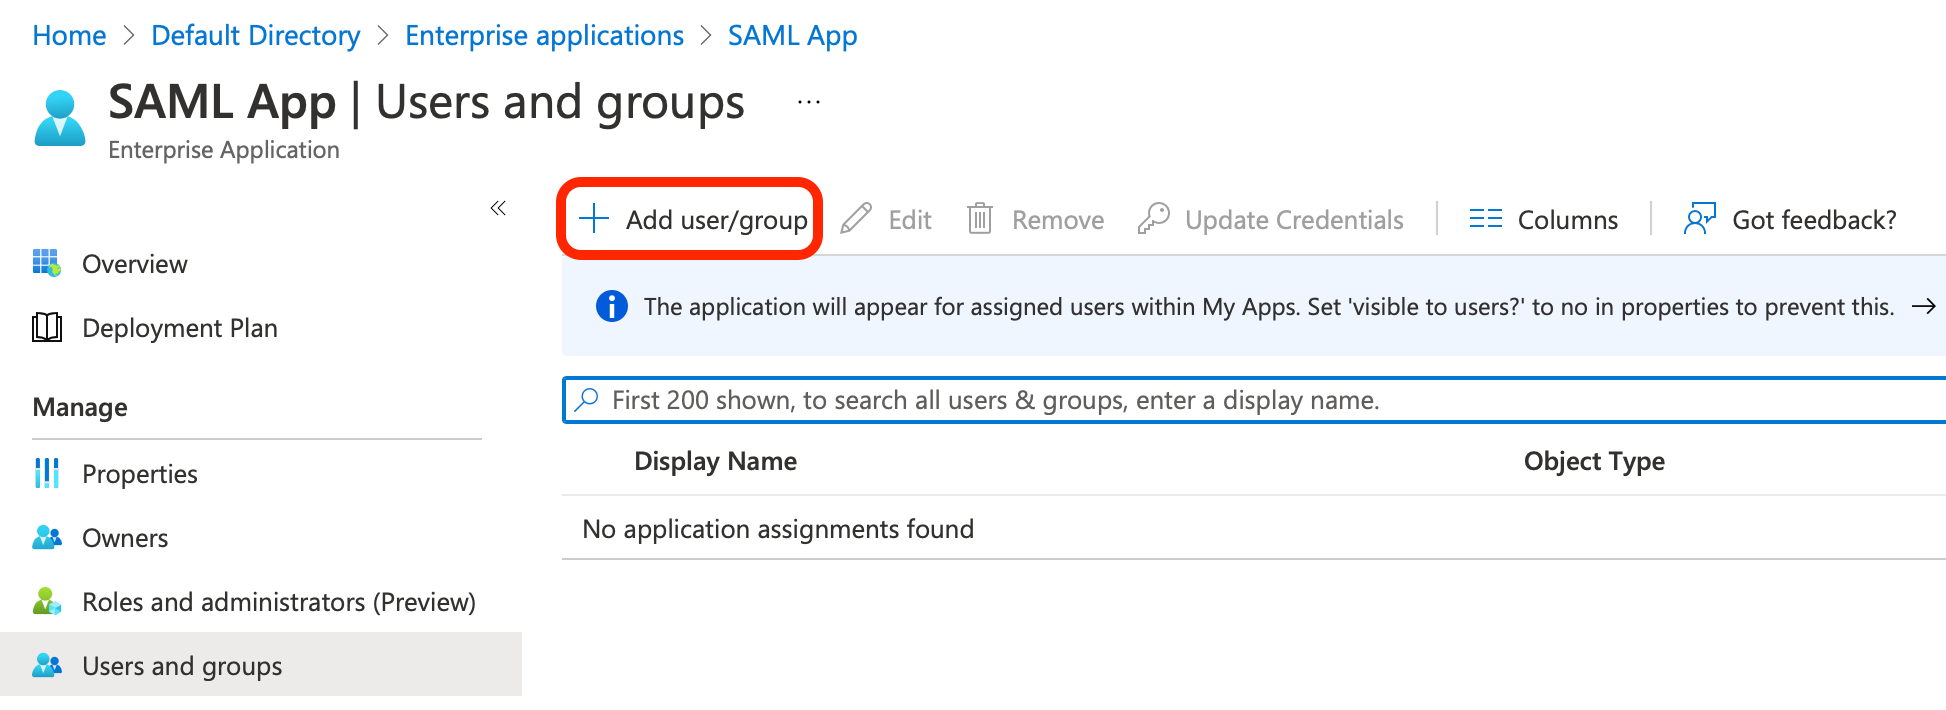 Home > Default Directory > Enterprise applications > SAML App
SAML App | Users and groups ...
Enterprise Application
«
Overview
Deployment Plan
Manage
Properties
Owners
Roles and administrators (Preview)
Users and groups
+ Add user/group Edit Remove Update Credentials Columns Got feedback?
The application will appear for assigned users within My Apps. Set 'visible to users?' to no in properties to prevent this. →
First 200 shown, to search all users & groups, enter a display name.
Display Name Object Type
No application assignments found